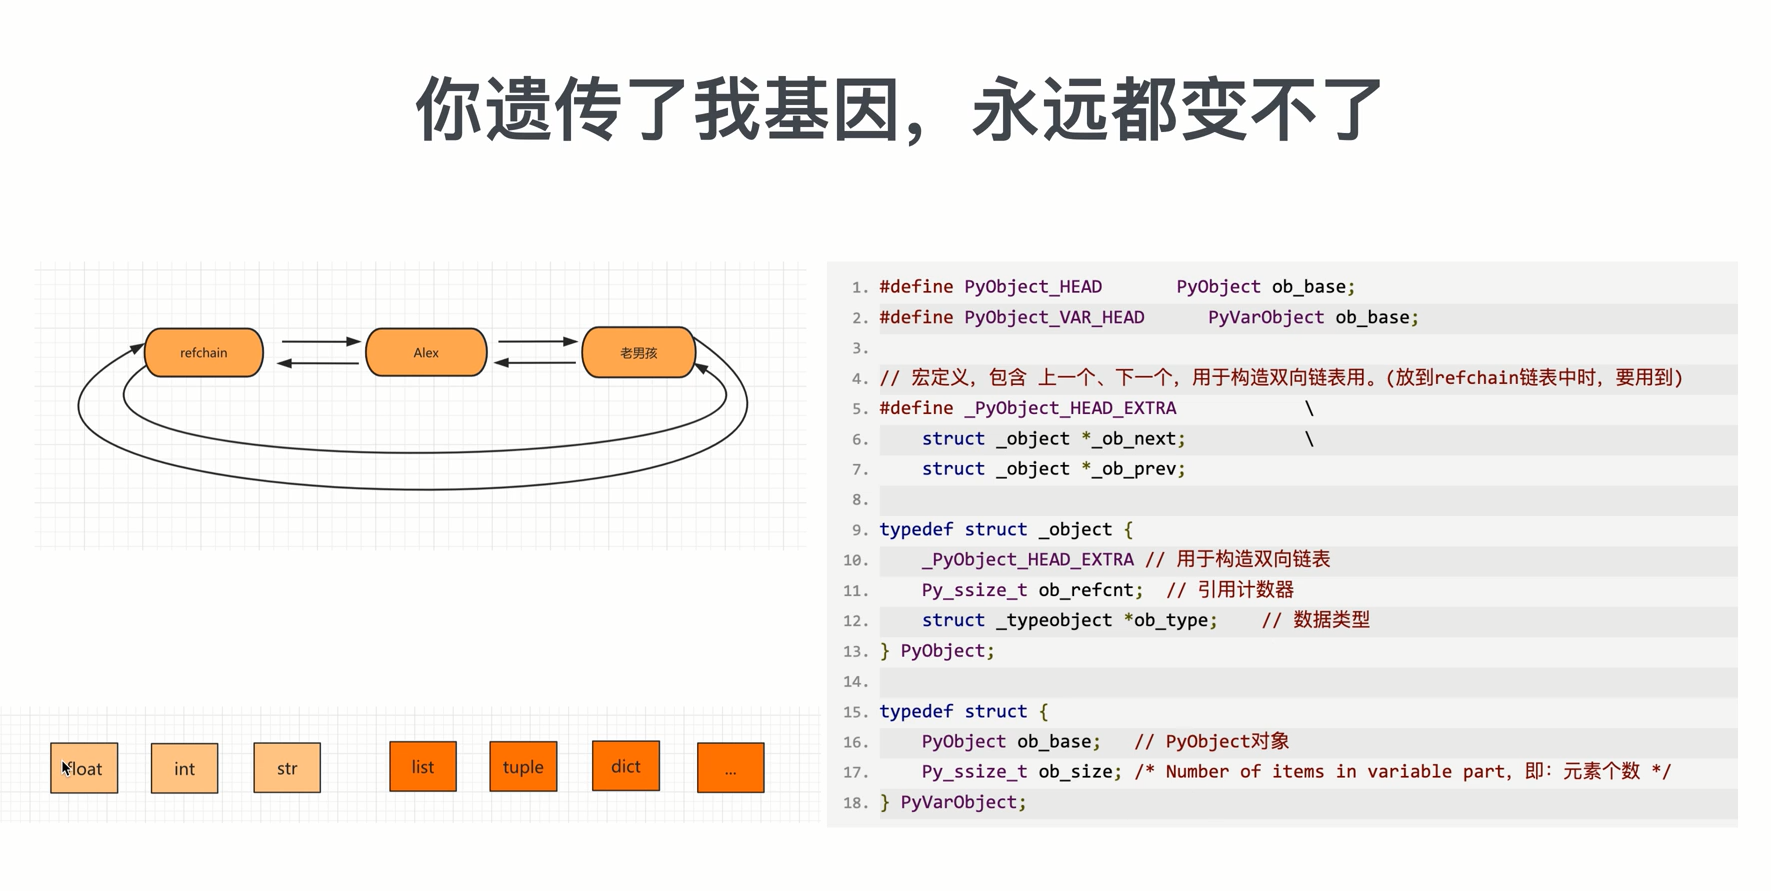 你遗传了我基因，永远都变不了
refchain
Alex
老男孩
float
int
str
list
tuple
dict
...
1. #define PyObject_HEAD       PyObject ob_base;
2. #define PyObject_VAR_HEAD      PyVarObject ob_base;
3.
4. // 宏定义，包含 上一个、下一个，用于构造双向链表用。(放到refchain链表中时，要用到)
5. #define _PyObject_HEAD_EXTRA            \
6.     struct _object *_ob_next;           \
7.     struct _object *_ob_prev;
8.
9. typedef struct _object {
10.     _PyObject_HEAD_EXTRA // 用于构造双向链表
11.     Py_ssize_t ob_refcnt;  // 引用计数器
12.     struct _typeobject *ob_type;    // 数据类型
13. } PyObject;
14.
15. typedef struct {
16.     PyObject ob_base;   // PyObject对象
17.     Py_ssize_t ob_size; /* Number of items in variable part，即：元素个数 */
18. } PyVarObject;